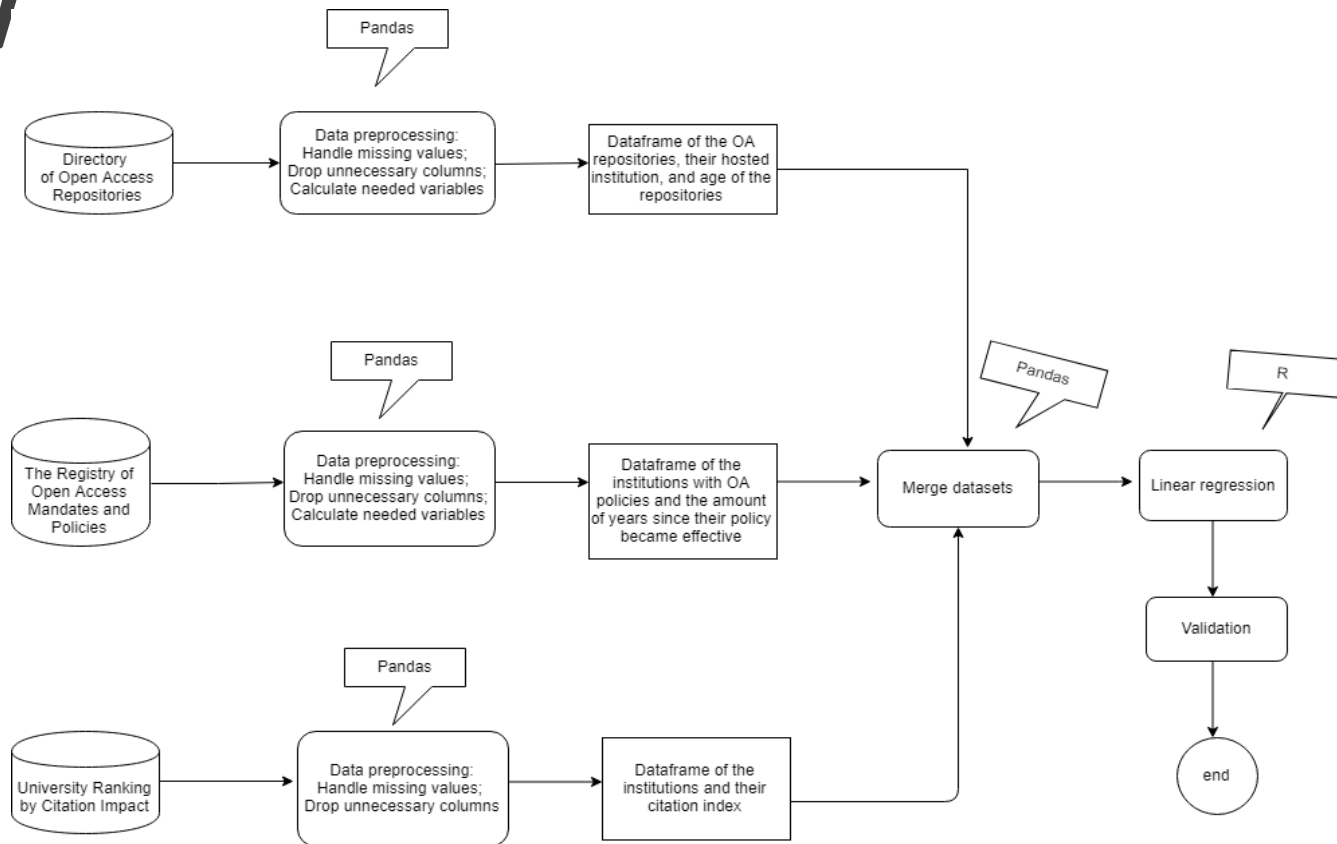 Pandas
Directory
of Open Access
Repositories
Data preprocessing:
Handle missing values;
Drop unnecessary columns;
Calculate needed variables
Dataframe of the OA
repositories, their hosted
institution, and age of the
repositories
Pandas
The Registry of
Open Access
Mandates and
Policies
Data preprocessing:
Handle missing values;
Drop unnecessary columns;
Calculate needed variables
Dataframe of the
institutions with OA
policies and the amount
of years since their policy
became effective
Pandas
Merge datasets
R
Linear regression
Validation
end
Pandas
University Ranking
by Citation Impact
Data preprocessing:
Handle missing values;
Drop unnecessary columns
Dataframe of the
institutions and their
citation index